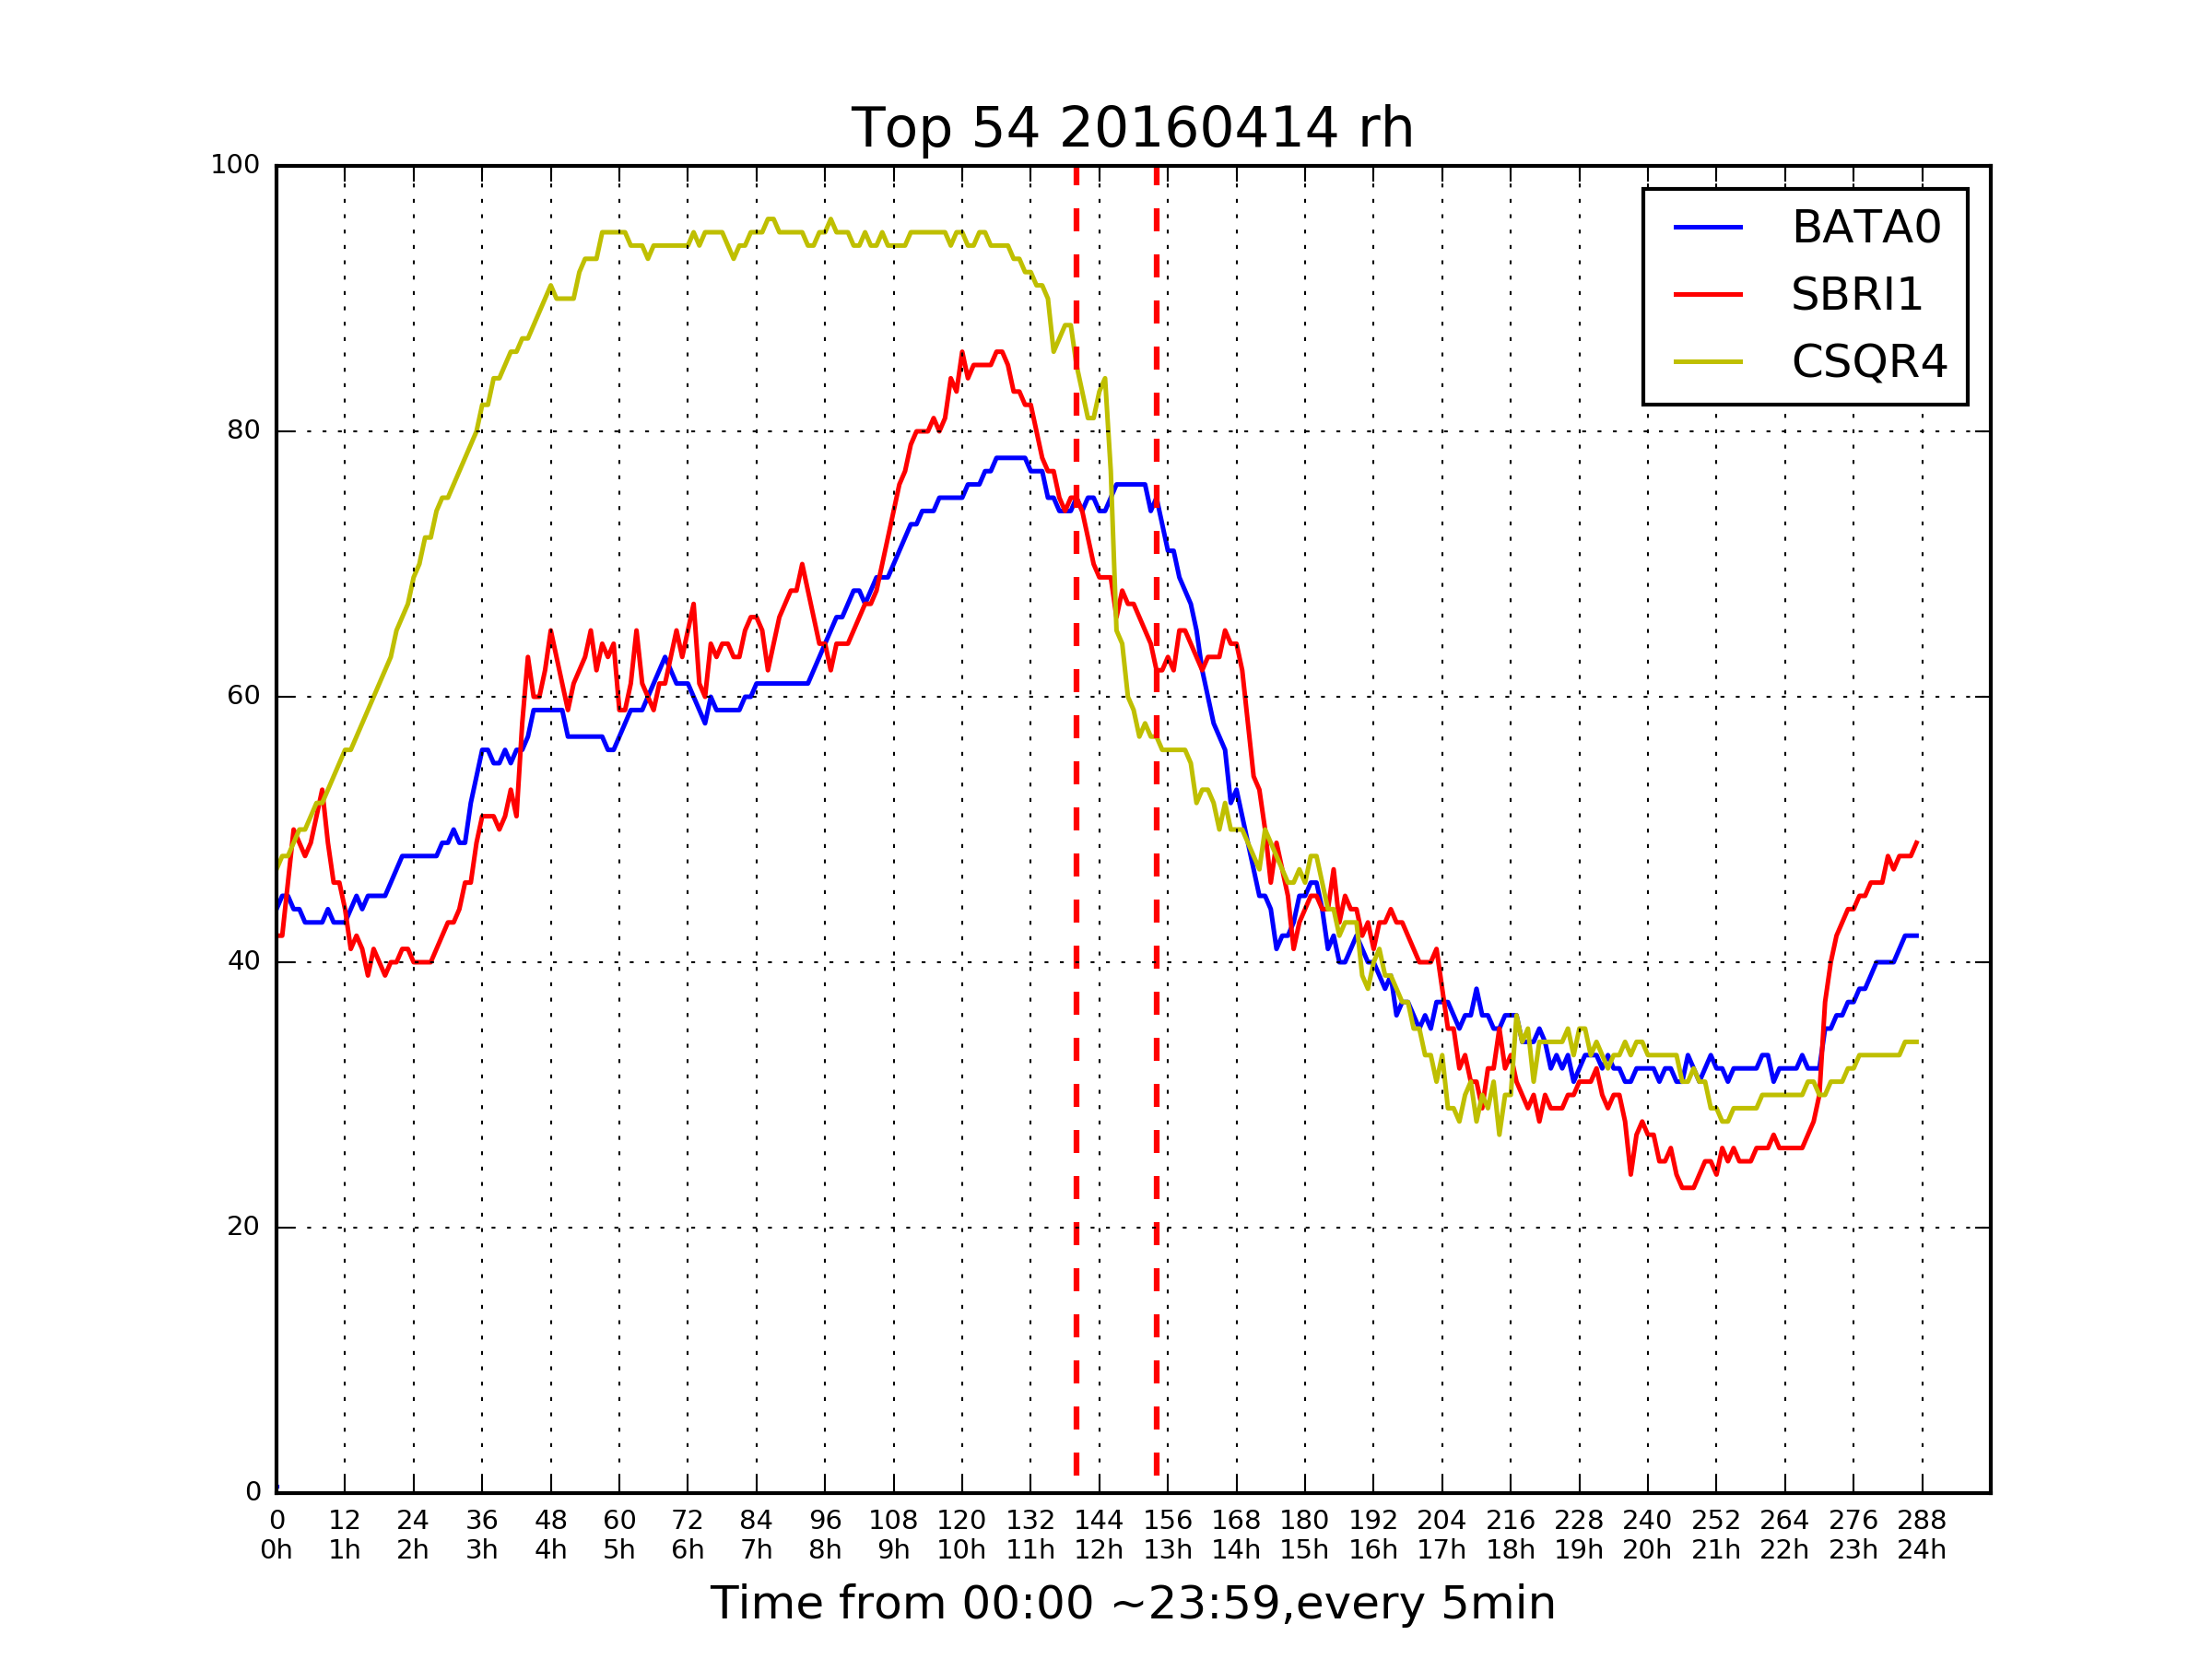 Top 54 20160414 rh
100
80
60
40
20
0
BATA0
SBRI1
CSQR4
0 12 24 36 48 60 72 84 96 108 120 132 144 156 168 180 192 204 216 228 240 252 264 276 288
0h 1h 2h 3h 4h 5h 6h 7h 8h 9h 10h 11h 12h 13h 14h 15h 16h 17h 18h 19h 20h 21h 22h 23h 24h
Time from 00:00 ~23:59,every 5min